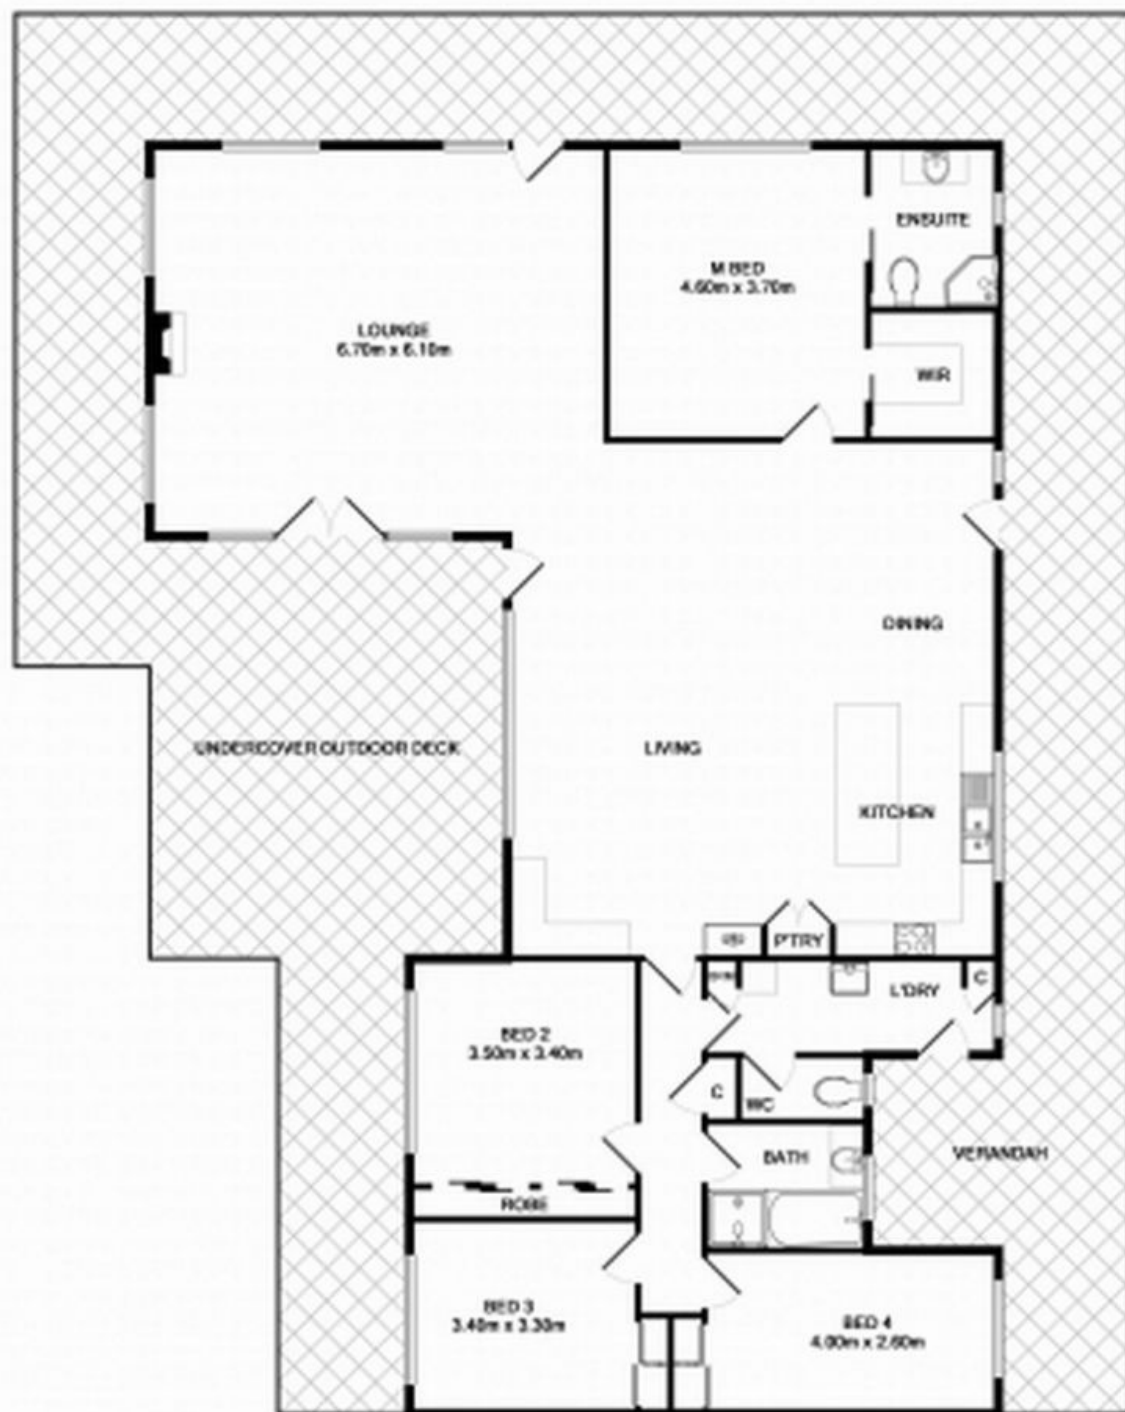 ENSUITE
M BED
4.60m x 3.70m
LOUNGE
6.70m x 6.10m
WIR
DINING
UNDERCOVER OUTDOOR DECK
LIVING
KITCHEN
P'TRY
L'DRY
C
BED 2
3.50m x 3.40m
C
WC
BATH
VERANDAH
ROBE
BED 3
3.40m x 3.30m
BED 4
4.00m x 2.60m